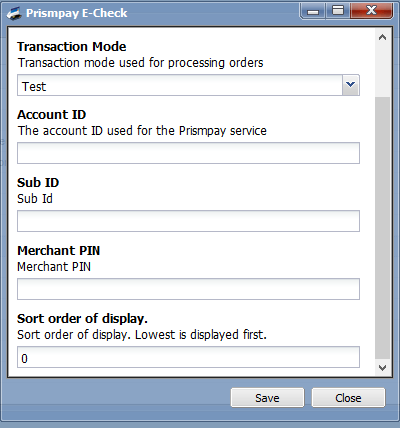 Prismpay E-Check
Transaction Mode
Transaction mode used for processing orders
Test
Account ID
The account ID used for the Prismpay service
Sub ID
Sub Id
Merchant PIN
Merchant PIN
Sort order of display.
Sort order of display. Lowest is displayed first.
0
Save Close